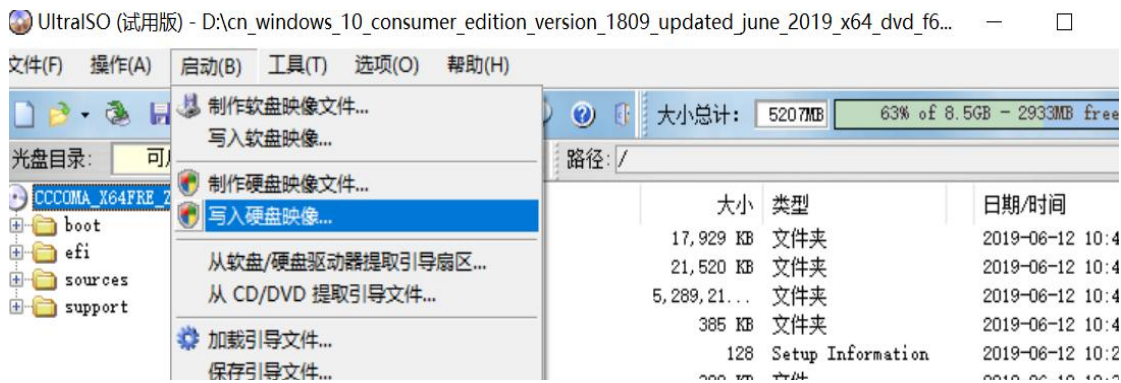 UltraISO (试用版) - D:\cn_windows_10_consumer_edition_version_1809_updated_june_2019_x64_dvd_f6...
文件(F) 操作(A) 启动(B) 工具(T) 选项(O) 帮助(H)
大小总计: 5207MB 63% of 8.5GB - 2933MB free
制作软盘映像文件...
写入软盘映像...
光盘目录: 路径: /
制作硬盘映像文件...
写入硬盘映像...
CCCOMA_X64FRE_Z
boot
efi
sources
support
从软盘/硬盘驱动器提取引导扇区...
从 CD/DVD 提取引导文件...
加载引导文件...
保存引导文件...
大小 类型 日期/时间
17,929 KB 文件夹 2019-06-12 10:4
21,520 KB 文件夹 2019-06-12 10:4
5,289,21... 文件夹 2019-06-12 10:4
385 KB 文件夹 2019-06-12 10:4
128 Setup Information 2019-06-12 10:2